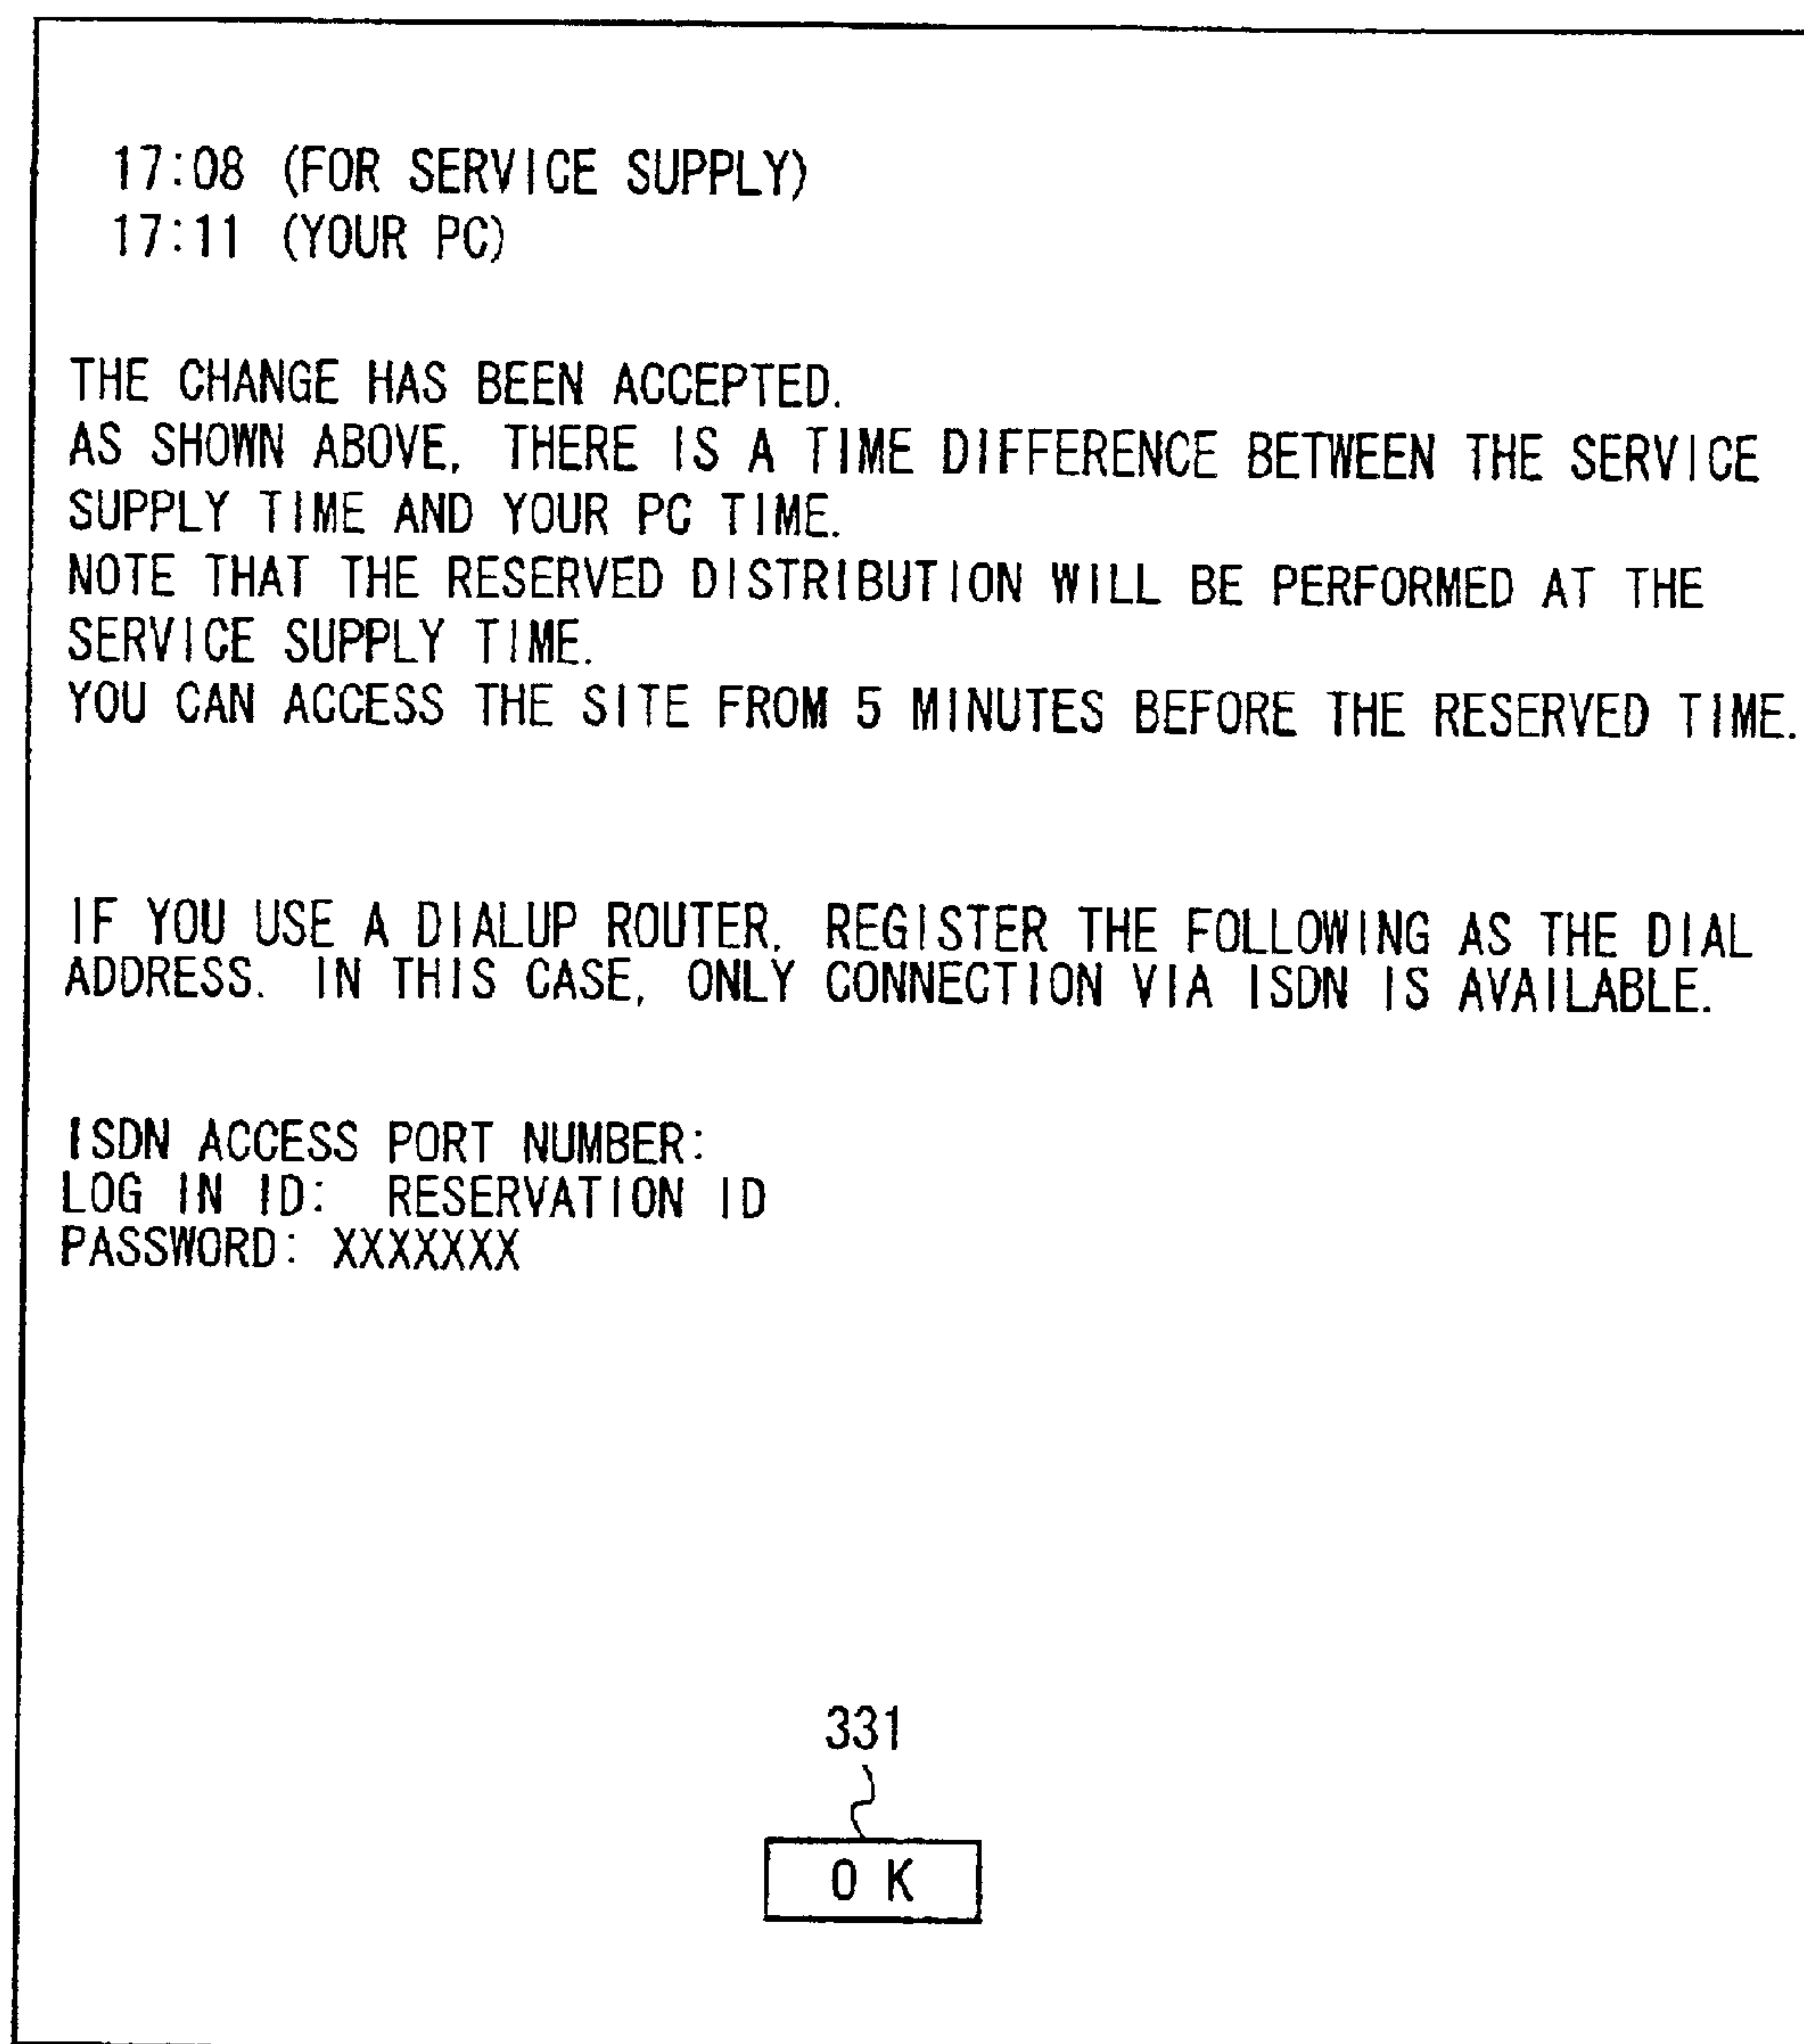 17:08 (FOR SERVICE SUPPLY)
17:11 (YOUR PC)
THE CHANGE HAS BEEN ACCEPTED.
AS SHOWN ABOVE, THERE IS A TIME DIFFERENCE BETWEEN THE SERVICE
SUPPLY TIME AND YOUR PC TIME.
NOTE THAT THE RESERVED DISTRIBUTION WILL BE PERFORMED AT THE
SERVICE SUPPLY TIME.
YOU CAN ACCESS THE SITE FROM 5 MINUTES BEFORE THE RESERVED TIME.
IF YOU USE A DIALUP ROUTER, REGISTER THE FOLLOWING AS THE DIAL
ADDRESS. IN THIS CASE, ONLY CONNECTION VIA ISDN IS AVAILABLE.
ISDN ACCESS PORT NUMBER:
LOG IN ID: RESERVATION ID
PASSWORD: XXXXXXX
331
OK